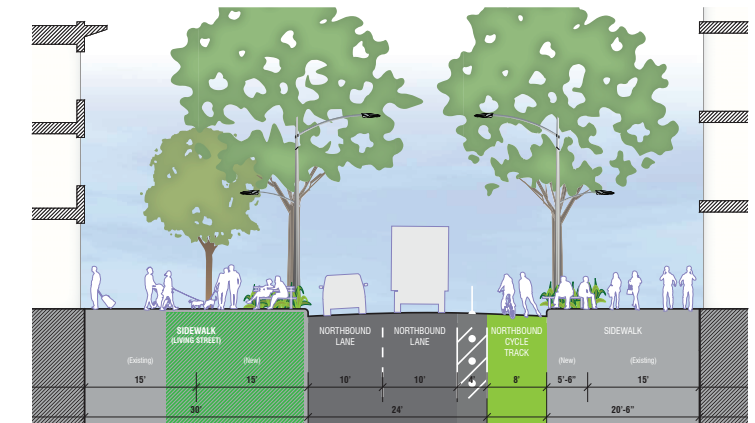 SIDEWALK
(LIVING STREET)
NORTHBOUND
LANE
NORTHBOUND
LANE
NORTHBOUND
CYCLE
TRACK
SIDEWALK
(Existing)
(New)
(New)
(Existing)
15'
15'
10'
10'
4'
8'
5'-6"
15'
30'
24'
20'-6"